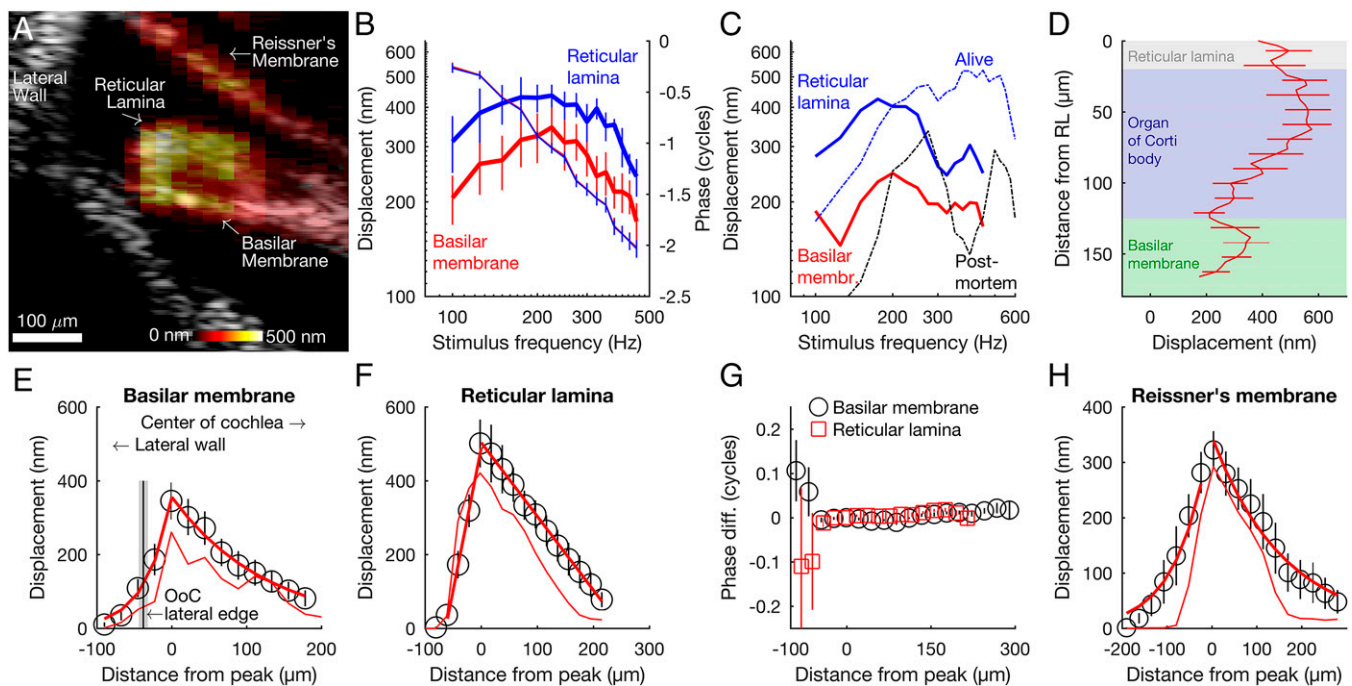 A
Reissner's
Membrane
Lateral
Wall
Reticular
Lamina
Basilar
Membrane
100 µm
0 nm
500 nm
B
Displacement (nm)
600
500
400
300
200
100
Reticular
lamina
Basilar
membrane
0
−0.5
−1
−1.5
−2
−2.5
Phase (cycles)
100
300
500
Stimulus frequency (Hz)
C
Displacement (nm)
600
500
400
300
200
100
Alive
Reticular
lamina
Basilar
membr.
Post-
mortem
100
200
300
600
Stimulus frequency (Hz)
D
Distance from RL (µm)
0
50
100
150
Reticular lamina
Organ
of Corti
body
Basilar
membrane
0
200
400
600
Displacement (nm)
E
Basilar membrane
Displacement (nm)
600
400
200
0
Center of cochlea →
← Lateral wall
OoC
←lateral edge
-100
0
100
200
Distance from peak (µm)
F
Reticular lamina
Displacement (nm)
600
400
200
0
-100
0
100
200
300
Distance from peak (µm)
G
Phase diff. (cycles)
0.2
0.1
0
-0.1
-0.2
Basilar membrane
Reticular lamina
-100
0
150
300
Distance from peak (µm)
H
Reissner's membrane
Displacement (nm)
400
300
200
100
0
-200
-100
0
100
200
Distance from peak (µm)